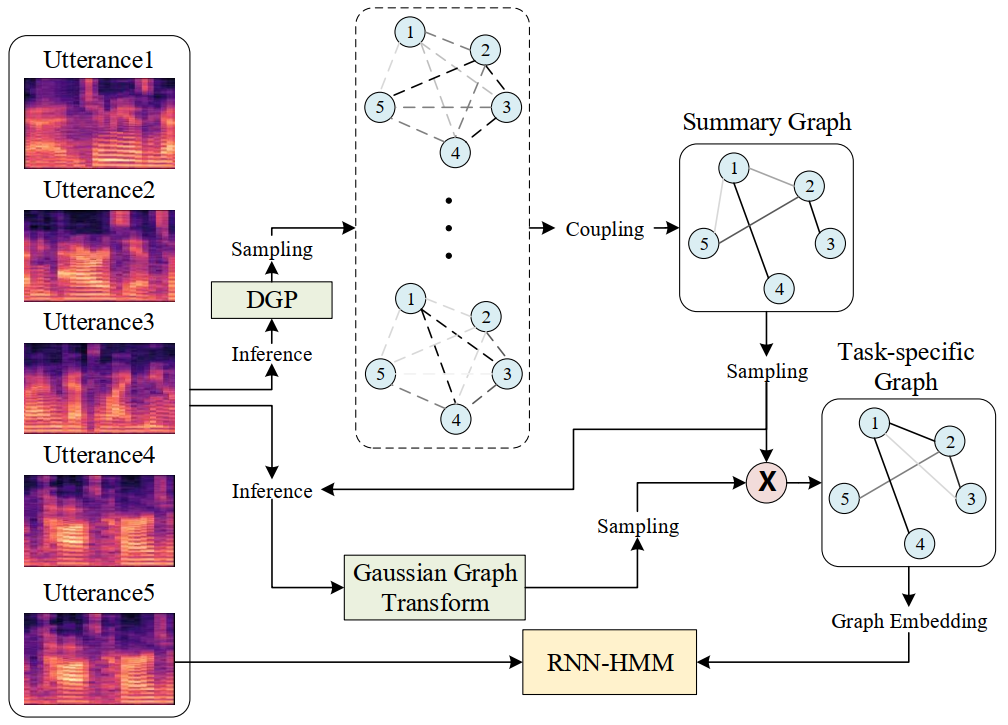 Utterance1
Utterance2
Utterance3
Utterance4
Utterance5
Sampling
DGP
Inference
Inference
1
2
3
4
5
1
2
3
4
5
Coupling
Summary Graph
1
2
3
4
5
Sampling
Task-specific
Graph
1
2
3
4
5
X
Sampling
Gaussian Graph
Transform
Graph Embedding
RNN-HMM